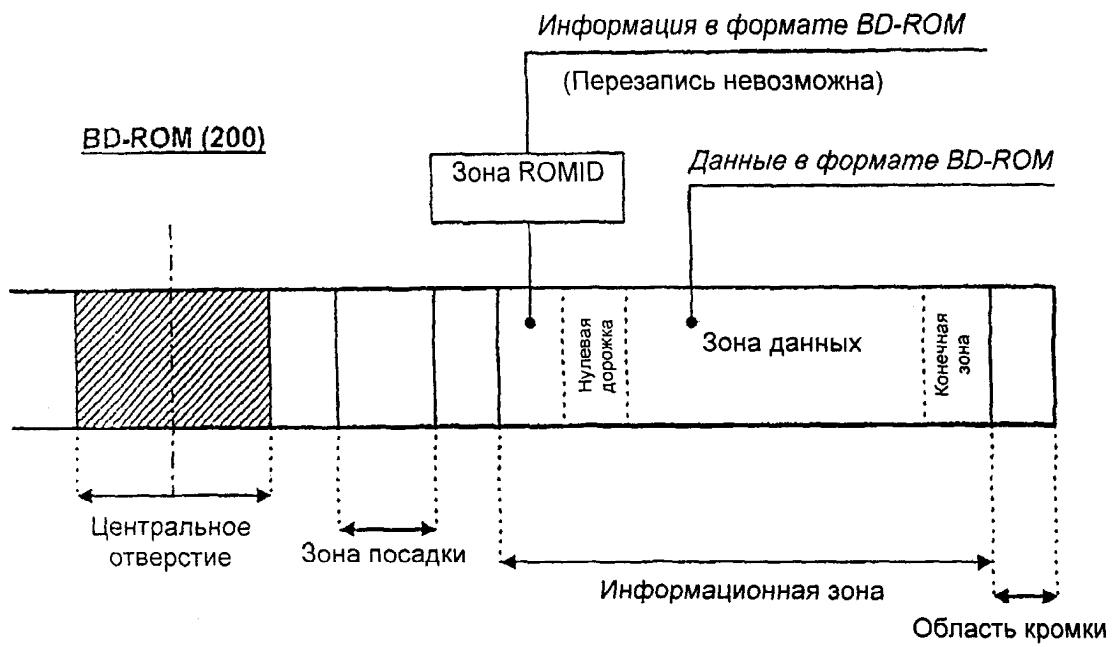 Информация в формате BD-ROM
(Перезапись невозможна)
BD-ROM (200)
Зона ROMID
Данные в формате BD-ROM
Нулевая
дорожка
Зона данных
Конечная
зона
Центральное
отверстие
Зона посадки
Информационная зона
Область кромки